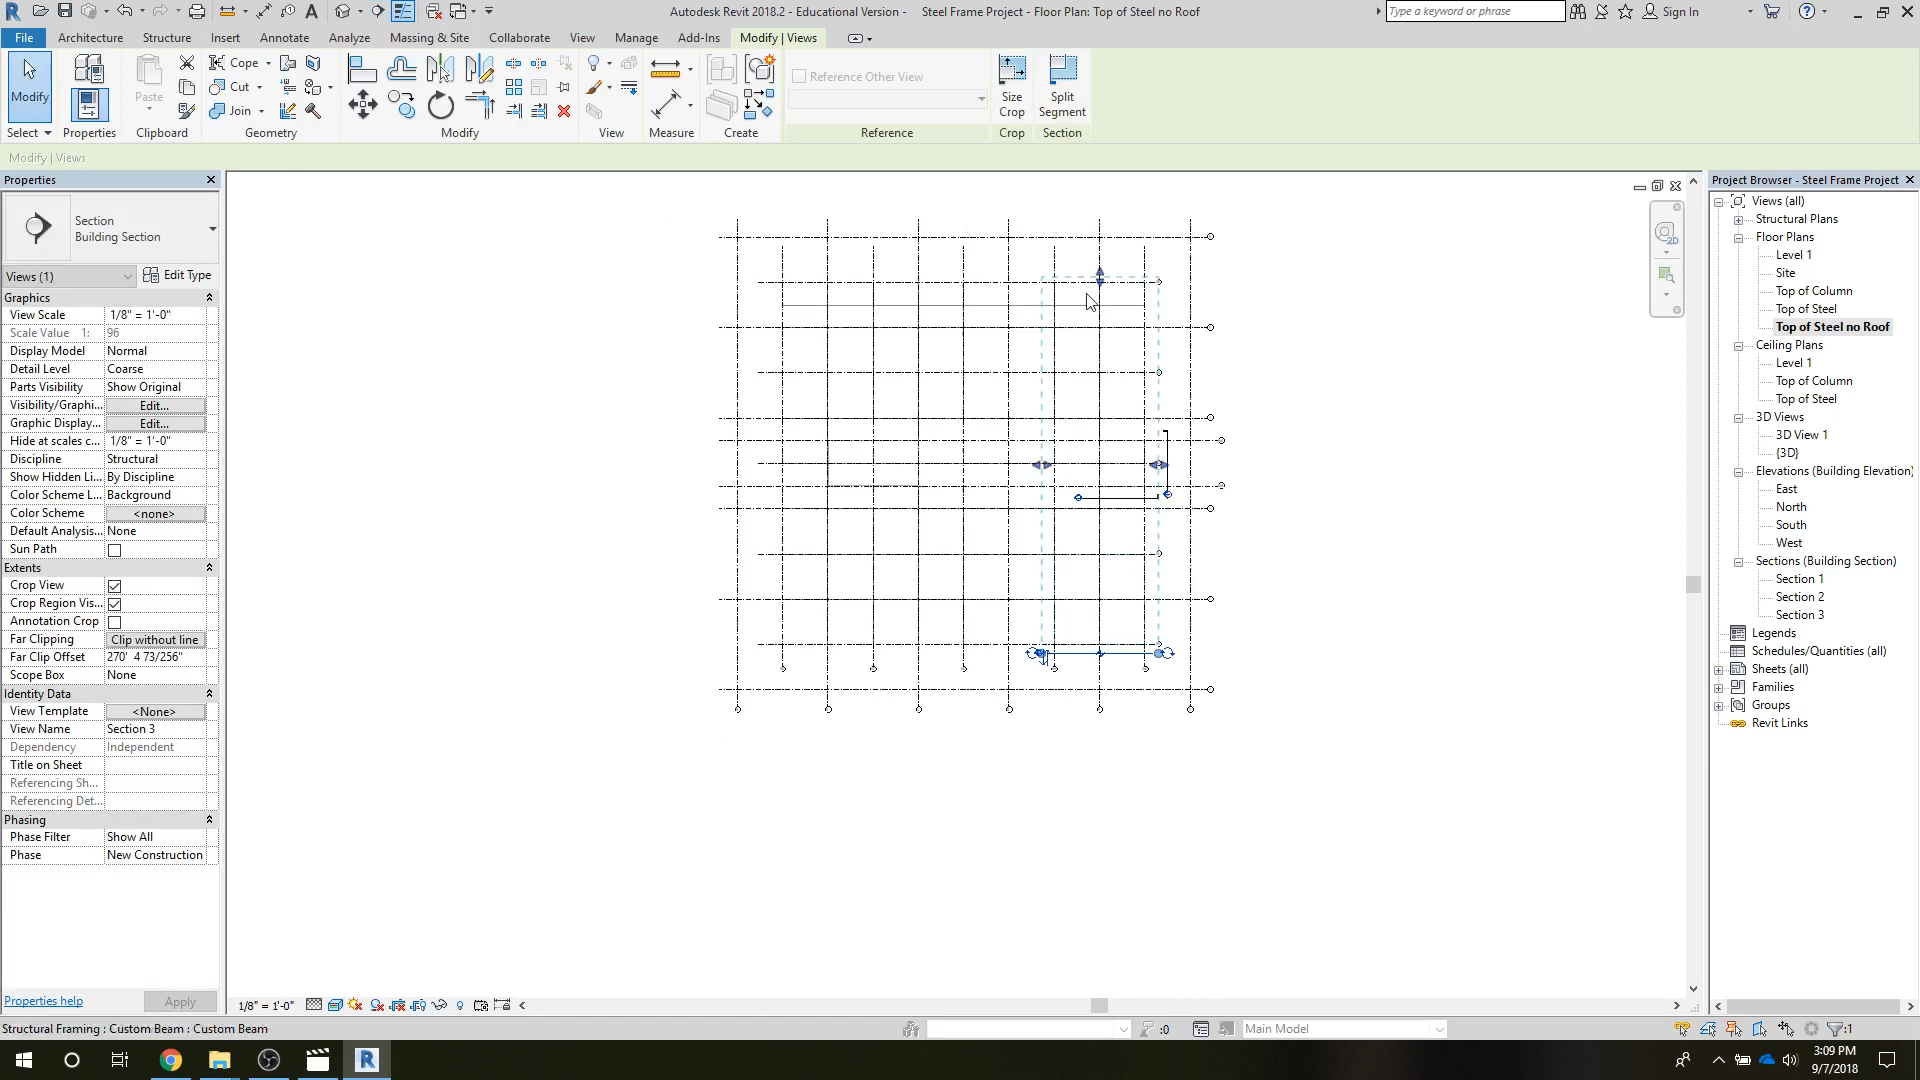 Autodesk Revit 2018.2 - Educational Version - Steel Frame Project - Floor Plan: Top of Steel no Roof
Type a keyword or phrase
Sign In
File Architecture Structure Insert Annotate Analyze Massing & Site Collaborate View Manage Add-Ins Modify | Views
Modify
Paste
Cope
Cut
Join
Reference Other View
Size Crop
Split Segment
Select Properties Clipboard Geometry Modify View Measure Create Reference Crop Section
Modify | Views
Properties
Section
Building Section
Views (1) Edit Type
Graphics
View Scale 1/8" = 1'-0"
Scale Value 1: 96
Display Model Normal
Detail Level Coarse
Parts Visibility Show Original
Visibility/Graphi... Edit...
Graphic Display... Edit...
Hide at scales c... 1/8" = 1'-0"
Discipline Structural
Show Hidden Li... By Discipline
Color Scheme L... Background
Color Scheme <none>
Default Analysis... None
Sun Path
Extents
Crop View
Crop Region Vis...
Annotation Crop
Far Clipping Clip without line
Far Clip Offset 270' 4 73/256"
Scope Box None
Identity Data
View Template <None>
View Name Section 3
Dependency Independent
Title on Sheet
Referencing Sh...
Referencing Det...
Phasing
Phase Filter Show All
Phase New Construction
Properties help Apply
2D
Project Browser - Steel Frame Project
Views (all)
Structural Plans
Floor Plans
Level 1
Site
Top of Column
Top of Steel
Top of Steel no Roof
Ceiling Plans
Level 1
Top of Column
Top of Steel
3D Views
3D View 1
{3D}
Elevations (Building Elevation)
East
North
South
West
Sections (Building Section)
Section 1
Section 2
Section 3
Legends
Schedules/Quantities (all)
Sheets (all)
Families
Groups
Revit Links
1/8" = 1'-0"
Structural Framing : Custom Beam : Custom Beam
:0
Main Model
:1
3:09 PM
9/7/2018